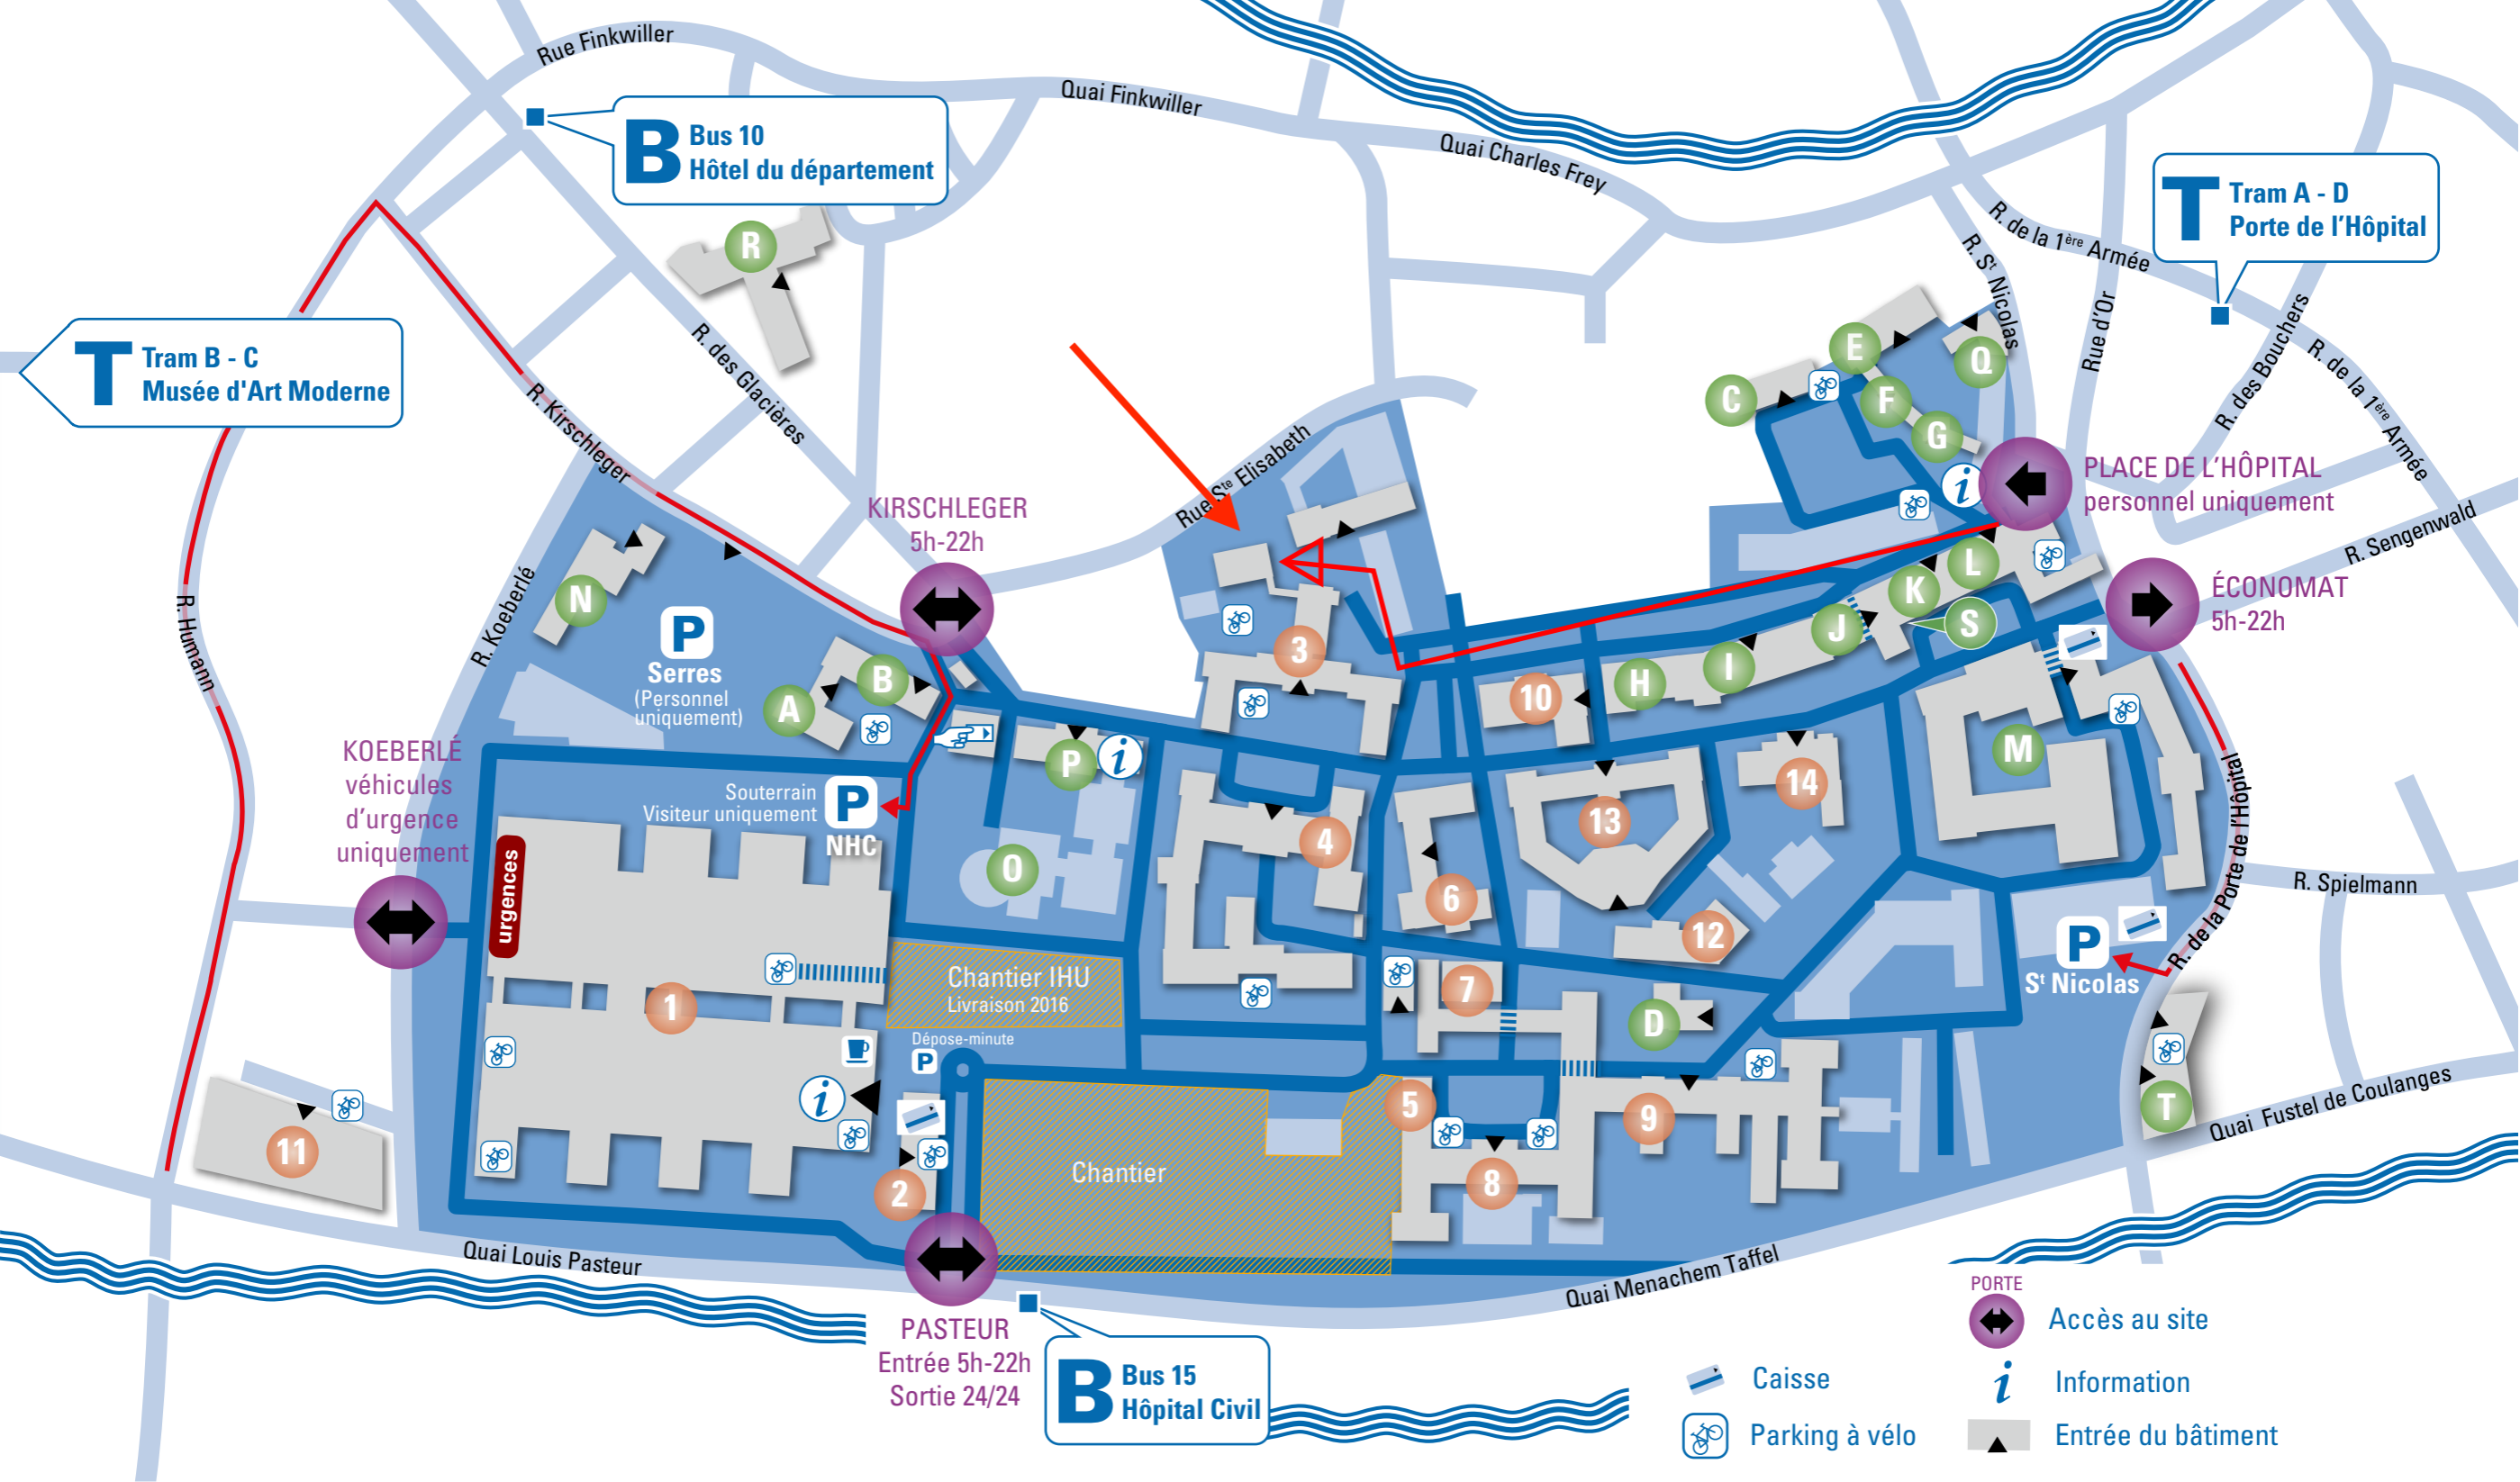 Rue Finkwiller
Quai Finkwiller
Quai Charles Frey
B Bus 10
Hôtel du département
T Tram A - D
Porte de l'Hôpital
R. de la 1ère Armée
R. St Nicolas
Rue d'Or
R. des Bouchers
R. de la 1ère Armée
R
T Tram B - C
Musée d'Art Moderne
R. des Glacières
R. Kirschleger
E
Q
C
F
G
Rue Ste Elisabeth
i
PLACE DE L'HÔPITAL
personnel uniquement
R. Sengenwald
KIRSCHLEGER
5h-22h
ÉCONOMAT
5h-22h
R. Humann
R. Koeberlé
N
P
Serres
(Personnel
uniquement)
A
B
3
L
K
S
J
I
H
10
P
i
M
14
13
KOEBERLÉ
véhicules
d'urgence
uniquement
Souterrain
Visiteur uniquement
P
NHC
urgences
O
4
6
12
R. de la Porte de l'Hôpital
R. Spielmann
P
St Nicolas
1
Chantier IHU
Livraison 2016
7
D
Dépose-minute
P
i
5
9
T
Quai Fustel de Coulanges
11
2
Chantier
8
Quai Louis Pasteur
Quai Menachem Taffel
PASTEUR
Entrée 5h-22h
Sortie 24/24
B Bus 15
Hôpital Civil
PORTE
Accès au site
Caisse
i Information
Parking à vélo
Entrée du bâtiment